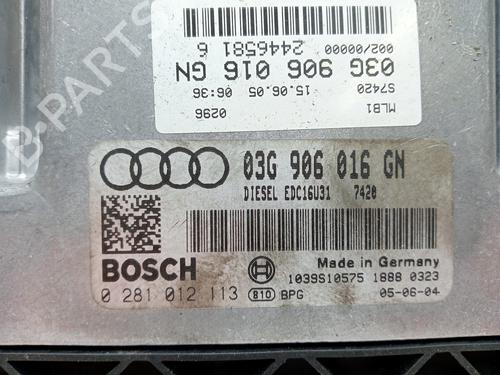 002/00000 2446581 6
03G 906 016 GN
S7420 15.06.05 06:36
MLB1 0296
03G 906 016 GN
DIESEL EDC16U31 7420
BOSCH
Made in Germany
1039S10575 1888 0323
0 281 012 113 810 BPG 05-06-04
B-PARTS